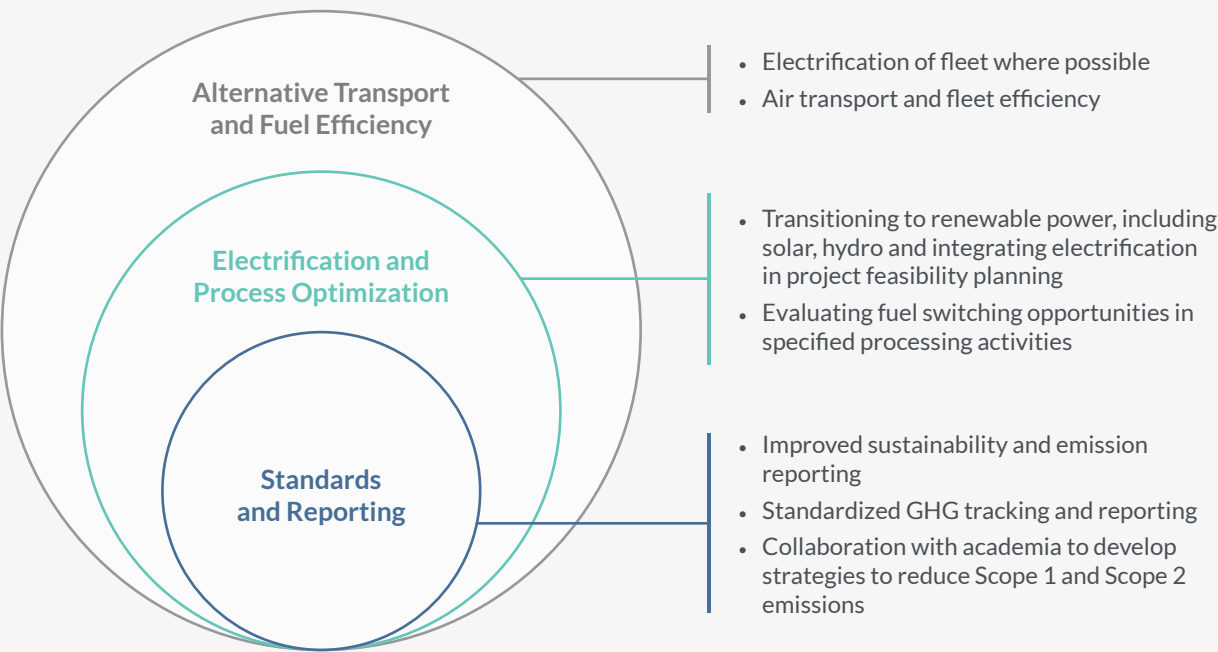 Alternative Transport
and Fuel Efficiency
• Electrification of fleet where possible
• Air transport and fleet efficiency
Electrification and
Process Optimization
• Transitioning to renewable power, including
solar, hydro and integrating electrification
in project feasibility planning
• Evaluating fuel switching opportunities in
specified processing activities
Standards
and Reporting
• Improved sustainability and emission
reporting
• Standardized GHG tracking and reporting
• Collaboration with academia to develop
strategies to reduce Scope 1 and Scope 2
emissions